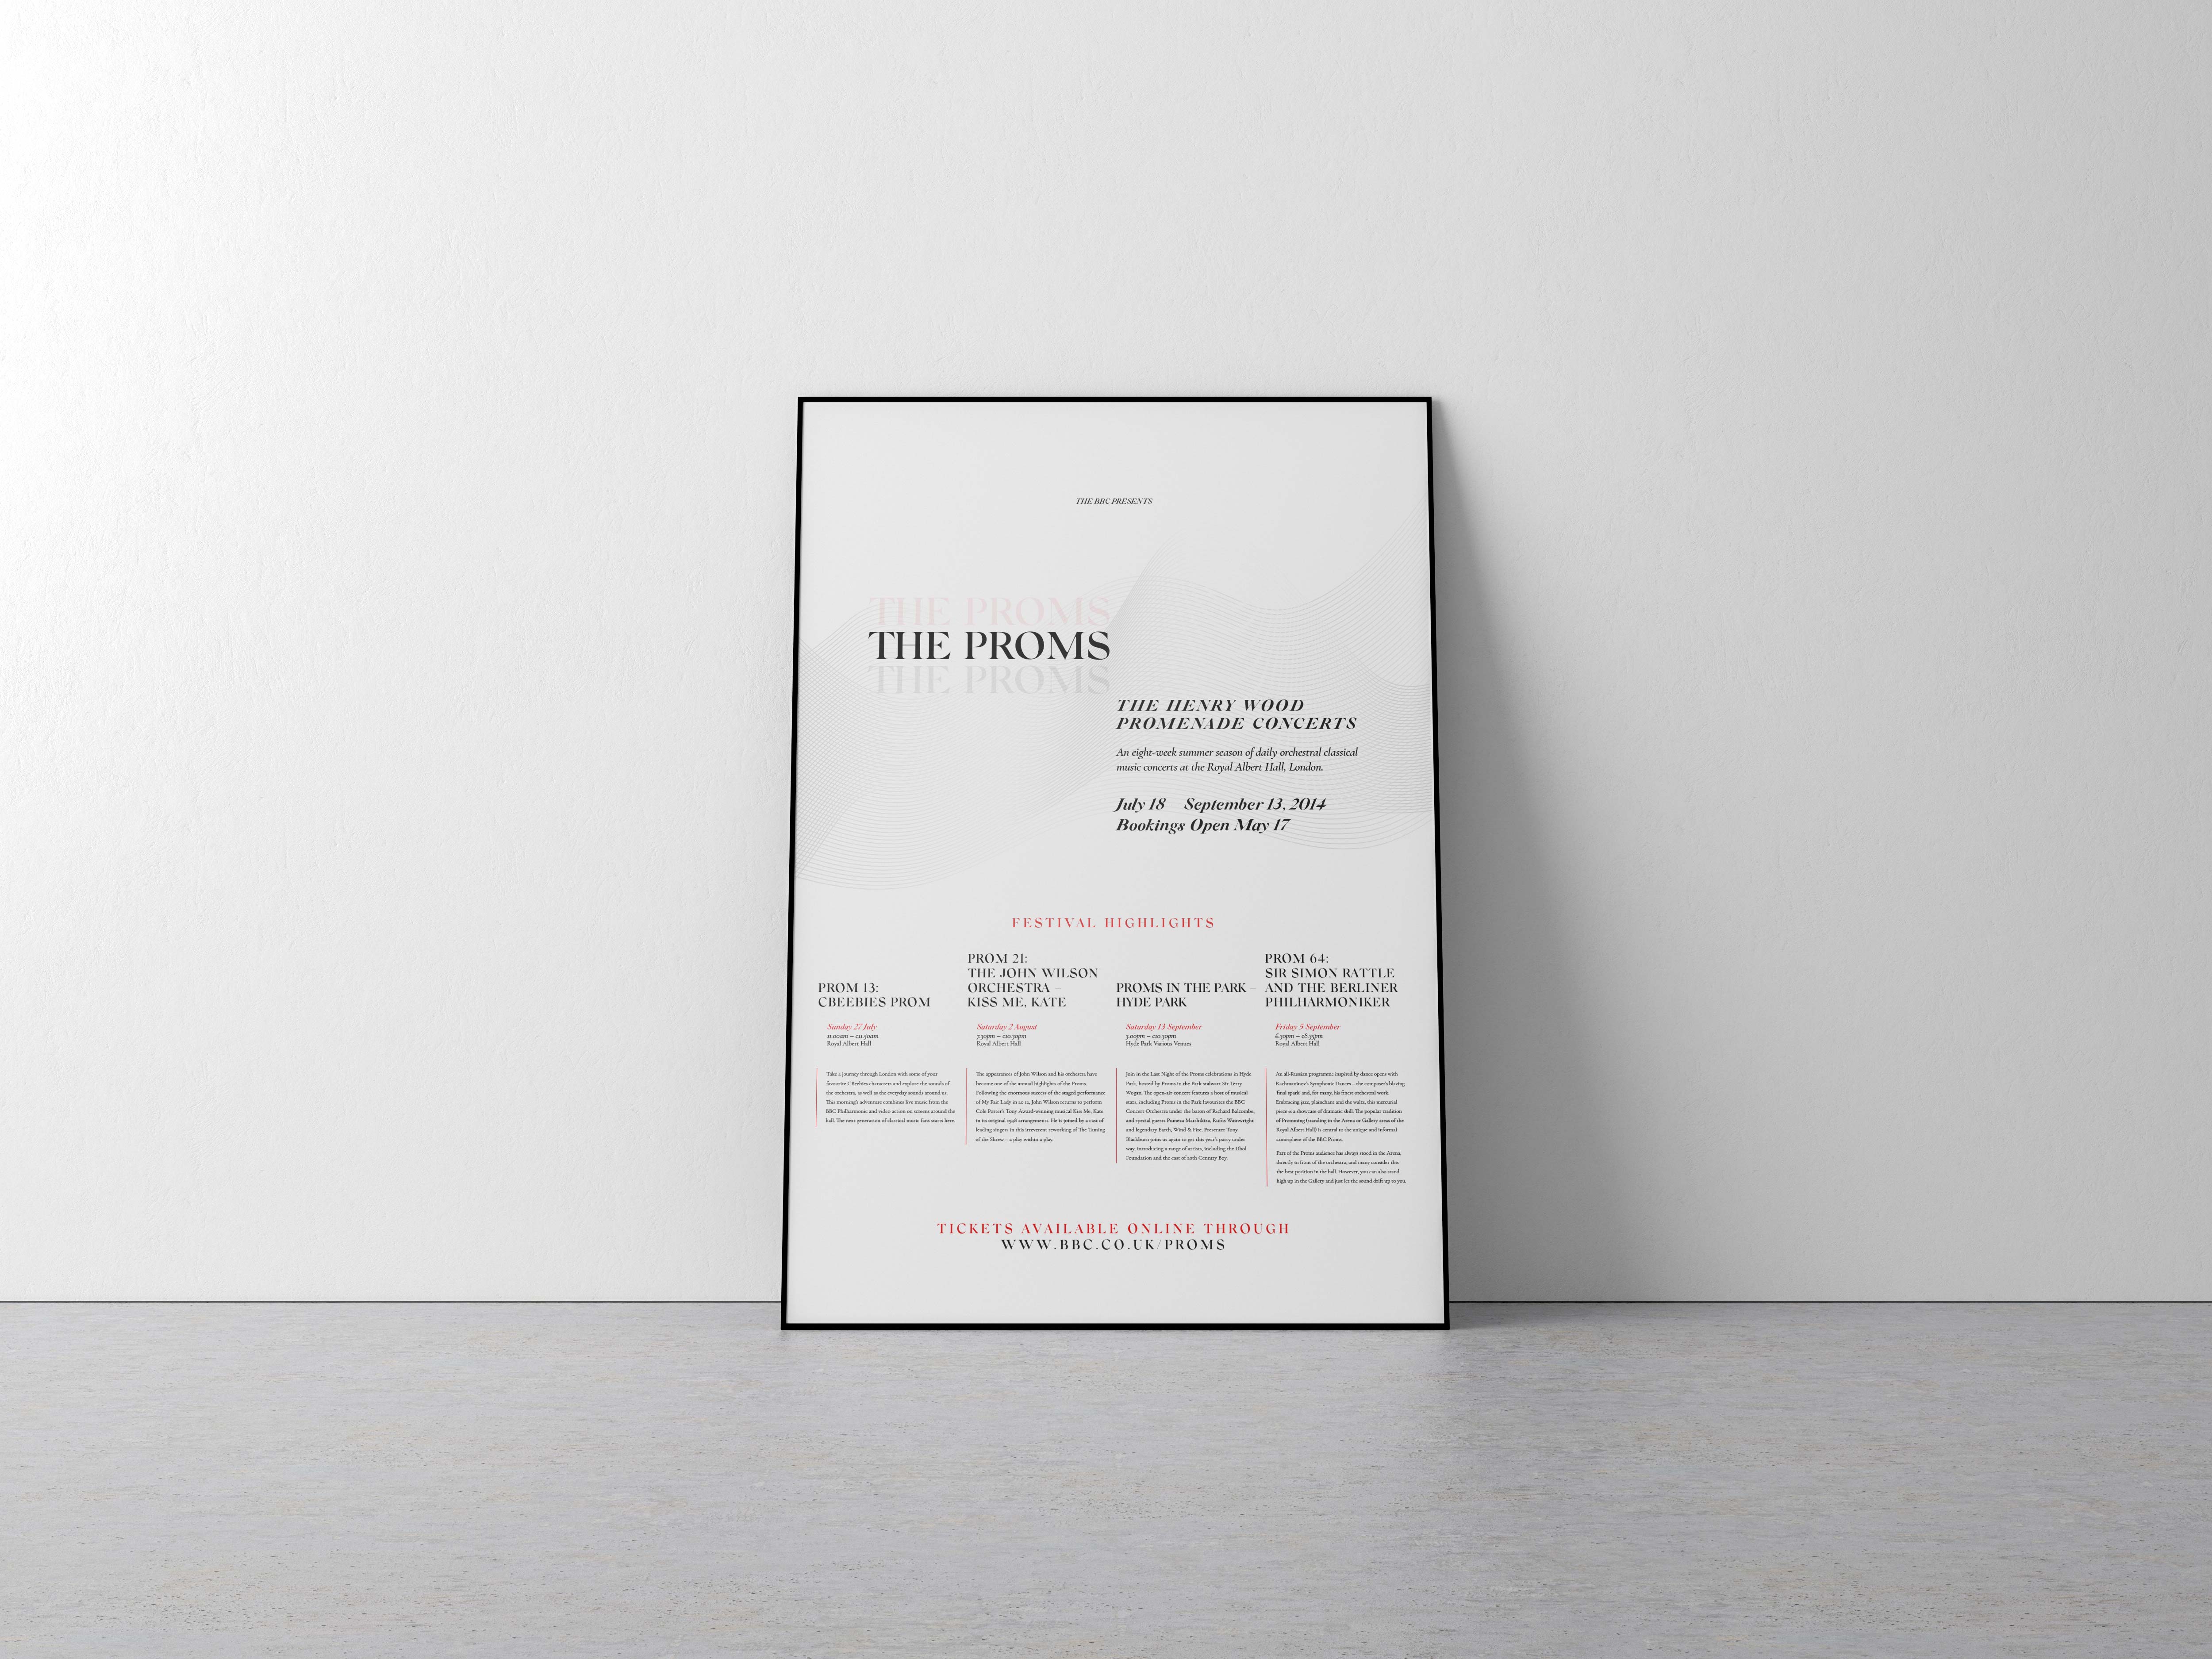 THE BBC PRESENTS
THE PROMS
THE PROMS
THE PROMS
THE HENRY WOOD
PROMENADE CONCERTS
An eight-week summer season of daily orchestral classical
music concerts at the Royal Albert Hall, London.
July 18 – September 13, 2014
Bookings Open May 17
FESTIVAL HIGHLIGHTS
PROM 13:
CBEEBIES PROM
Sunday 27 July
11.00am – c11.50am
Royal Albert Hall
Take a journey through London with some of your
favourite CBeebies characters and explore the sounds of
the orchestra, as well as the everyday sounds around us.
This morning's adventure combines live music from the
BBC Philharmonic and video action on screens around the
hall. The next generation of classical music fans starts here.
PROM 21:
THE JOHN WILSON
ORCHESTRA –
KISS ME, KATE
Saturday 2 August
7.30pm – c10.30pm
Royal Albert Hall
The appearances of John Wilson and his orchestra have
become one of the annual highlights of the Proms.
Following the enormous success of the staged performance
of My Fair Lady in 2012, John Wilson returns to perform
Cole Porter's Tony Award-winning musical Kiss Me, Kate
in its original 1948 arrangements. He is joined by a cast of
leading singers in this irreverent reworking of The Taming
of the Shrew – a play within a play.
PROMS IN THE PARK –
HYDE PARK
Saturday 13 September
3.00pm – c10.30pm
Hyde Park Various Venues
Join in the Last Night of the Proms celebrations in Hyde
Park, hosted by Proms in the Park stalwart Sir Terry
Wogan. The open-air concert features a host of musical
stars, including Proms in the Park favourites the BBC
Concert Orchestra under the baton of Richard Balcombe,
and special guests Pumeza Matshikiza, Rufus Wainwright
and legendary Earth, Wind & Fire. Presenter Tony
Blackburn joins us again to get this year's party under
way, introducing a range of artists, including the Dhol
Foundation and the cast of 20th Century Boy.
PROM 64:
SIR SIMON RATTLE
AND THE BERLINER
PHILHARMONIKER
Friday 5 September
6.30pm – c8.35pm
Royal Albert Hall
An all-Russian programme inspired by dance opens with
Rachmaninov's Symphonic Dances – the composer's blazing
'final spark' and, for many, his finest orchestral work.
Embracing jazz, plainchant and the waltz, this mercurial
piece is a showcase of dramatic skill. The popular tradition
of Promming (standing in the Arena or Gallery areas of the
Royal Albert Hall) is central to the unique and informal
atmosphere of the BBC Proms.
Part of the Proms audience has always stood in the Arena,
directly in front of the orchestra, and many consider this
the best position in the hall. However, you can also stand
high up in the Gallery and just let the sound drift up to you.
TICKETS AVAILABLE ONLINE THROUGH
WWW.BBC.CO.UK/PROMS